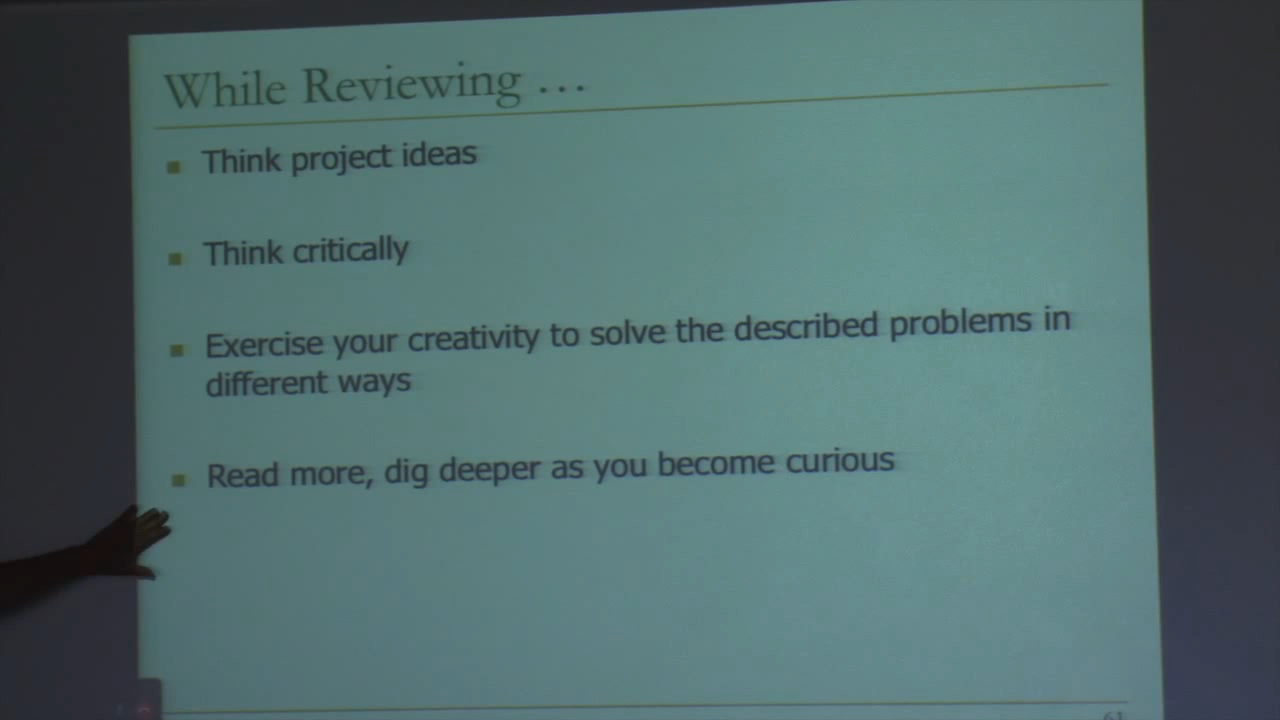 While Reviewing ...
Think project ideas
Think critically
Exercise your creativity to solve the described problems in
different ways
Read more, dig deeper as you become curious